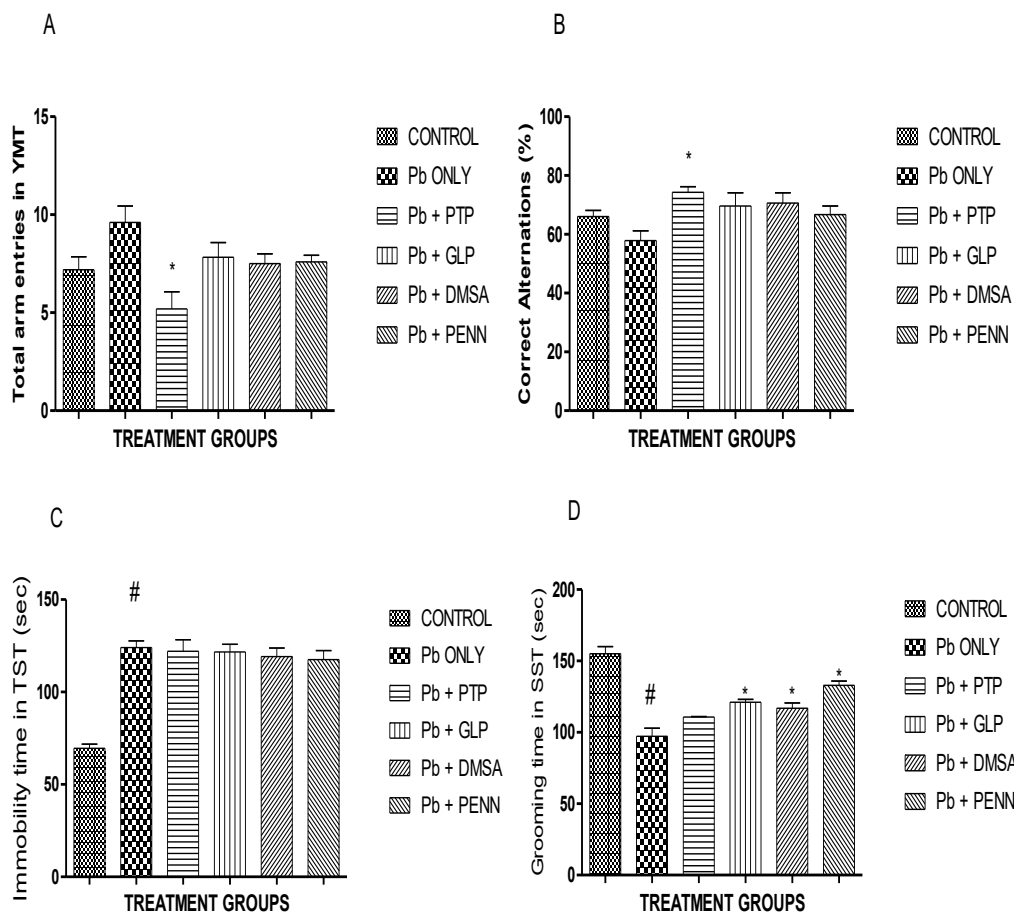 A
Total arm entries in YMT
15
10
5
0
*
TREATMENT GROUPS
CONTROL
Pb ONLY
Pb + PTP
Pb + GLP
Pb + DMSA
Pb + PENN
B
Correct Alternations (%)
100
80
60
40
20
0
*
TREATMENT GROUPS
CONTROL
Pb ONLY
Pb + PTP
Pb + GLP
Pb + DMSA
Pb + PENN
C
Immobility time in TST (sec)
150
100
50
0
#
TREATMENT GROUPS
CONTROL
Pb ONLY
Pb + PTP
Pb + GLP
Pb + DMSA
Pb + PENN
D
Grooming time in SST (sec)
200
150
100
50
0
#
* * *
TREATMENT GROUPS
CONTROL
Pb ONLY
Pb + PTP
Pb + GLP
Pb + DMSA
Pb + PENN